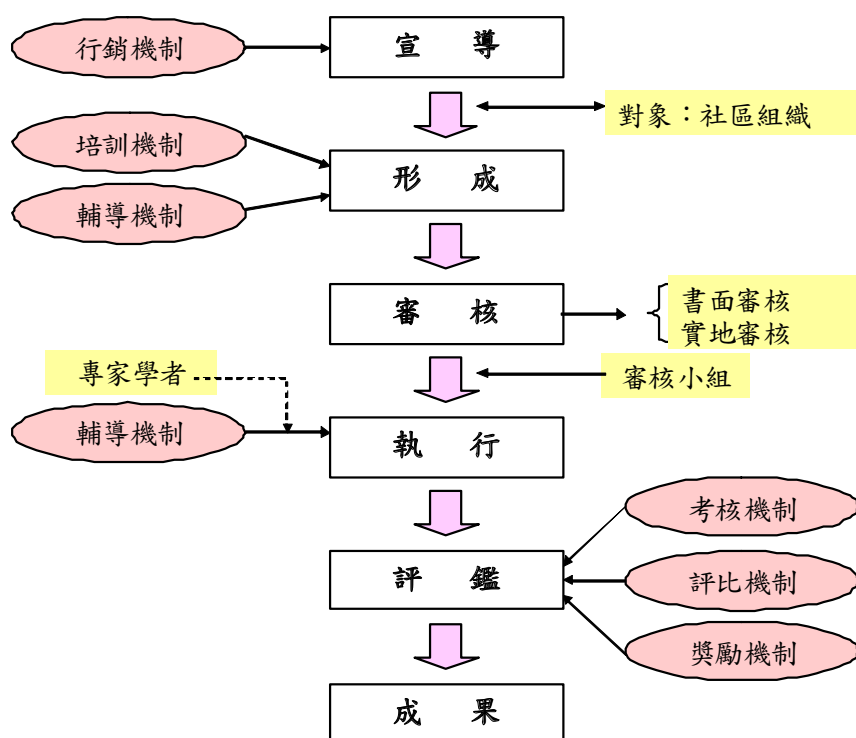 行銷機制
宣 導
對象：社區組織
培訓機制
形 成
輔導機制
審 核
書面審核
實地審核
專家學者
審核小組
輔導機制
執 行
考核機制
評 鑑
評比機制
獎勵機制
成 果